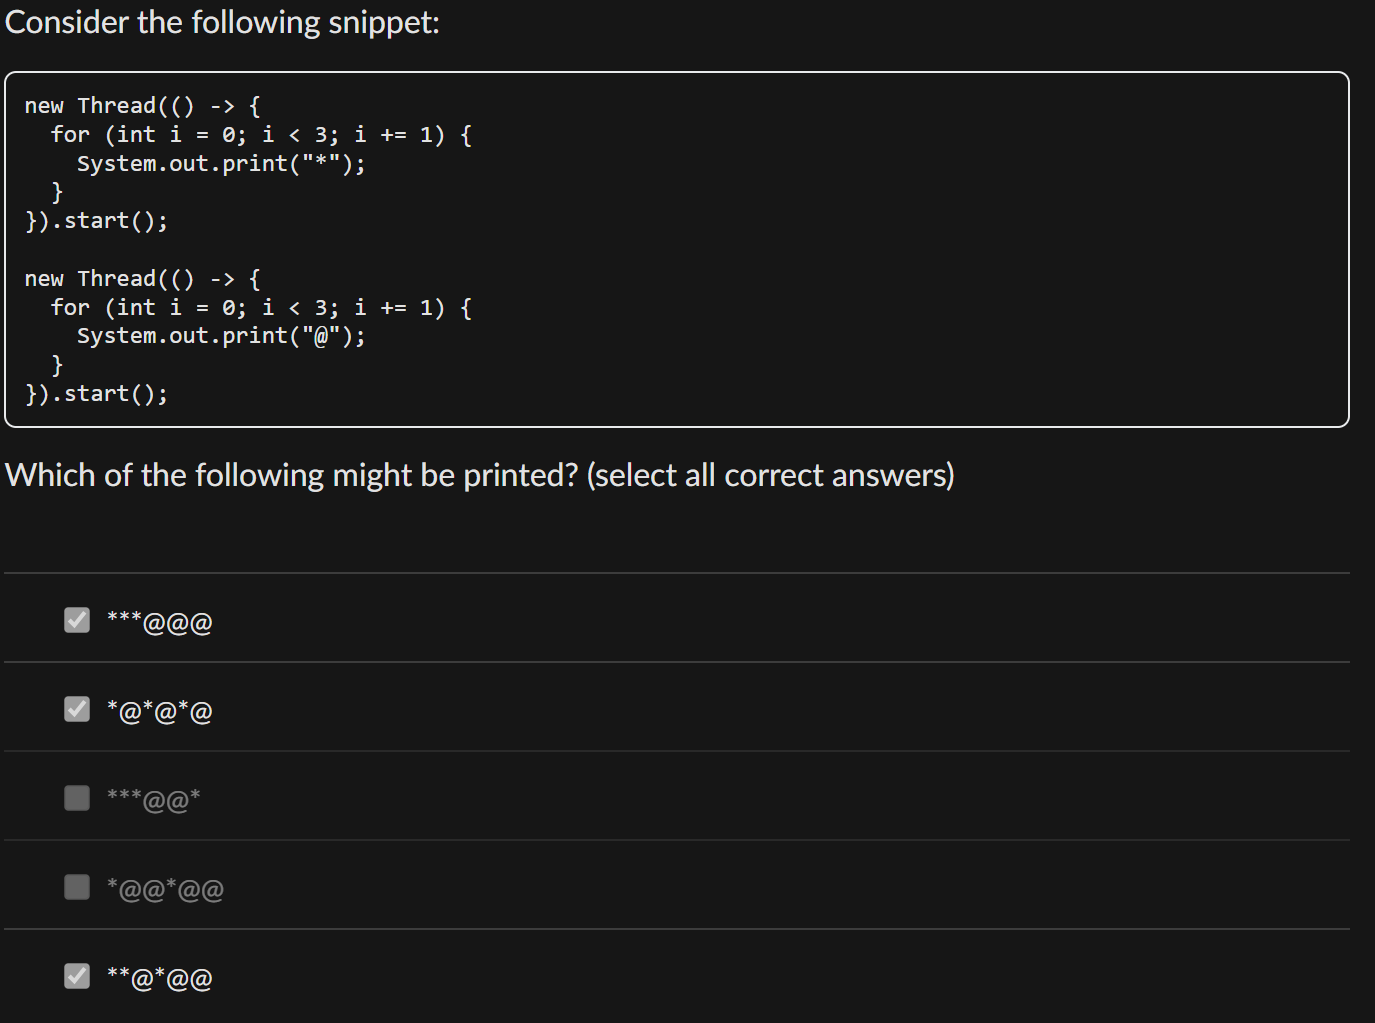 Consider the following snippet:
new Thread(() -> {
  for (int i = 0; i < 3; i += 1) {
    System.out.print("*");
  }
}).start();

new Thread(() -> {
  for (int i = 0; i < 3; i += 1) {
    System.out.print("@");
  }
}).start();
Which of the following might be printed? (select all correct answers)
***@@@
*@*@*@
***@@*
*@@*@@
**@*@@